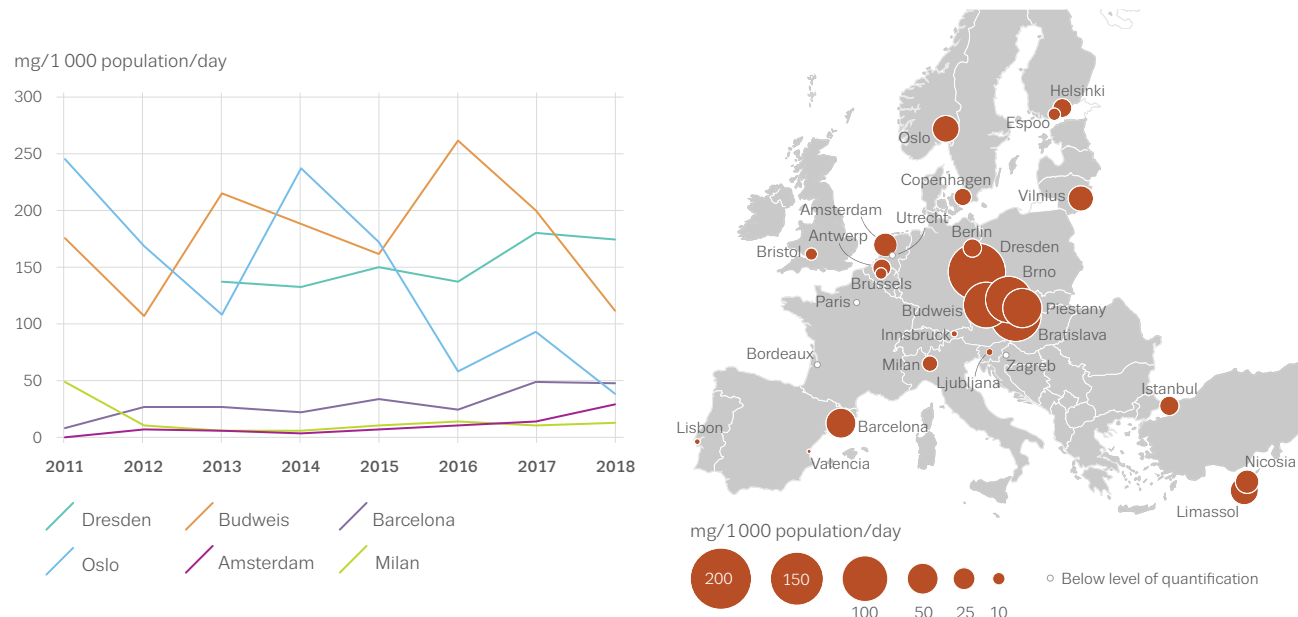 mg/1 000 population/day
300
250
200
150
100
50
0
2011 2012 2013 2014 2015 2016 2017 2018
Dresden Budweis Barcelona
Oslo Amsterdam Milan
Helsinki
Espoo
Oslo
Copenhagen
Vilnius
Amsterdam
Utrecht
Antwerp
Berlin
Dresden
Bristol
Brno
Brussels
Paris
Budweis
Piestany
Innsbruck
Bratislava
Bordeaux
Milan
Zagreb
Ljubljana
Istanbul
Lisbon
Barcelona
Valencia
Nicosia
Limassol
mg/1 000 population/day
200 150 100 50 25 10
Below level of quantification